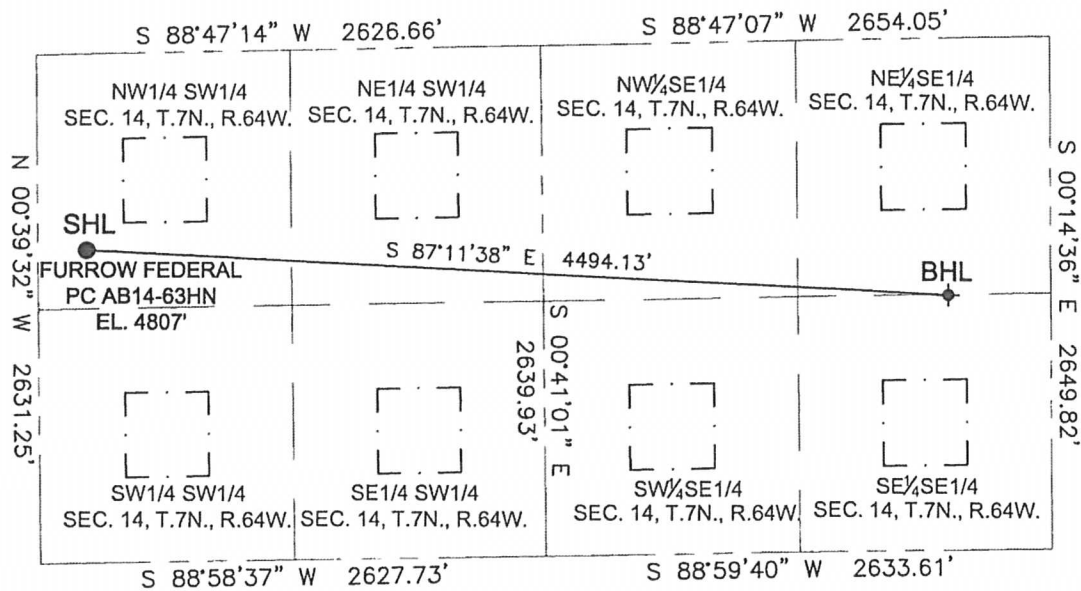 S 88°47'14" W 2626.66'
S 88°47'07" W 2654.05'
NW1/4 SW1/4
SEC. 14, T.7N., R.64W.
NE1/4 SW1/4
SEC. 14, T.7N., R.64W.
NW¼SE1/4
SEC. 14, T.7N., R.64W.
NE¼SE1/4
SEC. 14, T.7N., R.64W.
N 00°39'32" W 2631.25'
S 00°14'36" E 2649.82'
SHL
FURROW FEDERAL
PC AB14-63HN
EL. 4807'
S 87°11'38" E 4494.13'
BHL
S 00°41'01" E
2639.93'
SW1/4 SW1/4
SEC. 14, T.7N., R.64W.
SE1/4 SW1/4
SEC. 14, T.7N., R.64W.
SW¼SE1/4
SEC. 14, T.7N., R.64W.
SE¼SE1/4
SEC. 14, T.7N., R.64W.
S 88°58'37" W 2627.73'
S 88°59'40" W 2633.61'